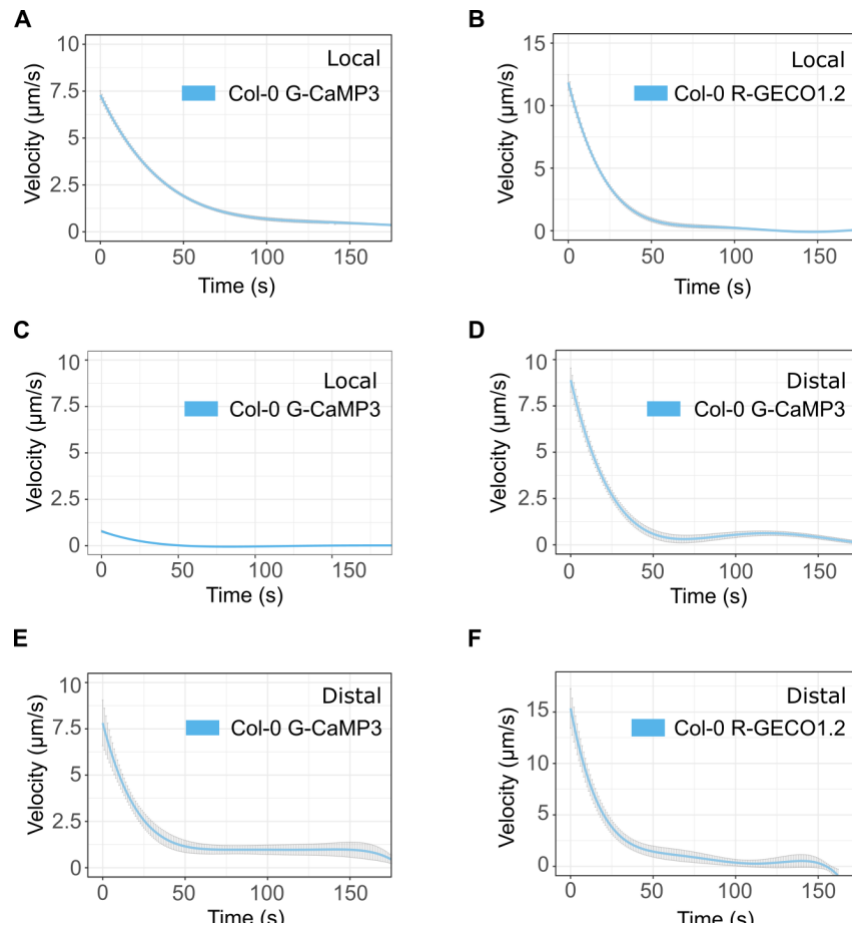 A
Velocity (μm/s)
10
7.5
5
2.5
0
Local
Col-0 G-CaMP3
0 50 100 150
Time (s)
B
Velocity (μm/s)
15
10
5
0
Local
Col-0 R-GECO1.2
0 50 100 150
Time (s)
C
Velocity (μm/s)
10
7.5
5
2.5
0
Local
Col-0 G-CaMP3
0 50 100 150
Time (s)
D
Velocity (μm/s)
10
7.5
5
2.5
0
Distal
Col-0 G-CaMP3
0 50 100 150
Time (s)
E
Velocity (μm/s)
10
7.5
5
2.5
0
Distal
Col-0 G-CaMP3
0 50 100 150
Time (s)
F
Velocity (μm/s)
15
10
5
0
Distal
Col-0 R-GECO1.2
0 50 100 150
Time (s)